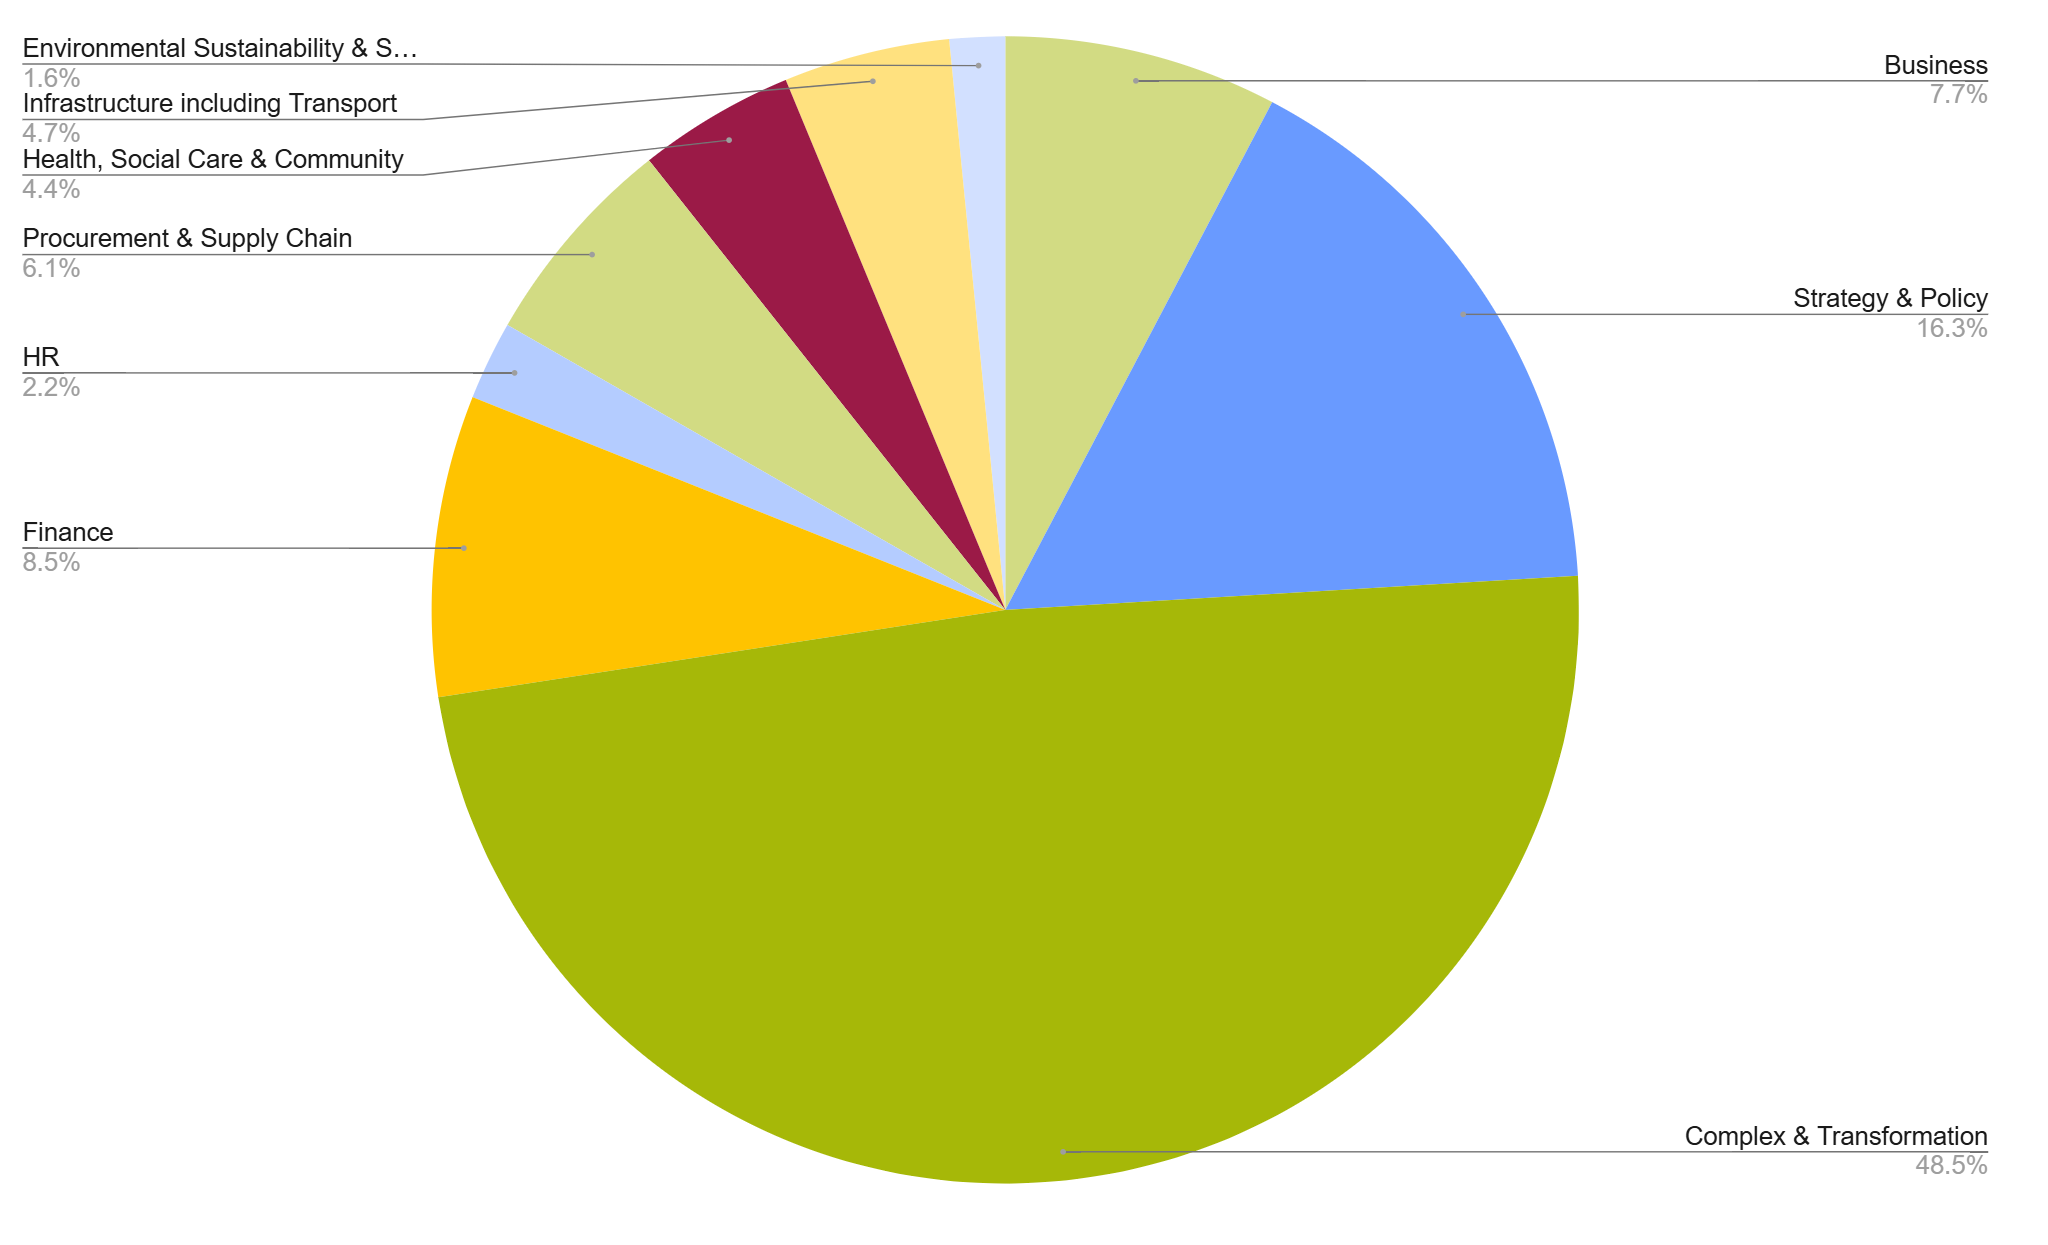 Environmental Sustainability & S…
1.6%
Infrastructure including Transport
4.7%
Health, Social Care & Community
4.4%
Procurement & Supply Chain
6.1%
HR
2.2%
Finance
8.5%
Business
7.7%
Strategy & Policy
16.3%
Complex & Transformation
48.5%